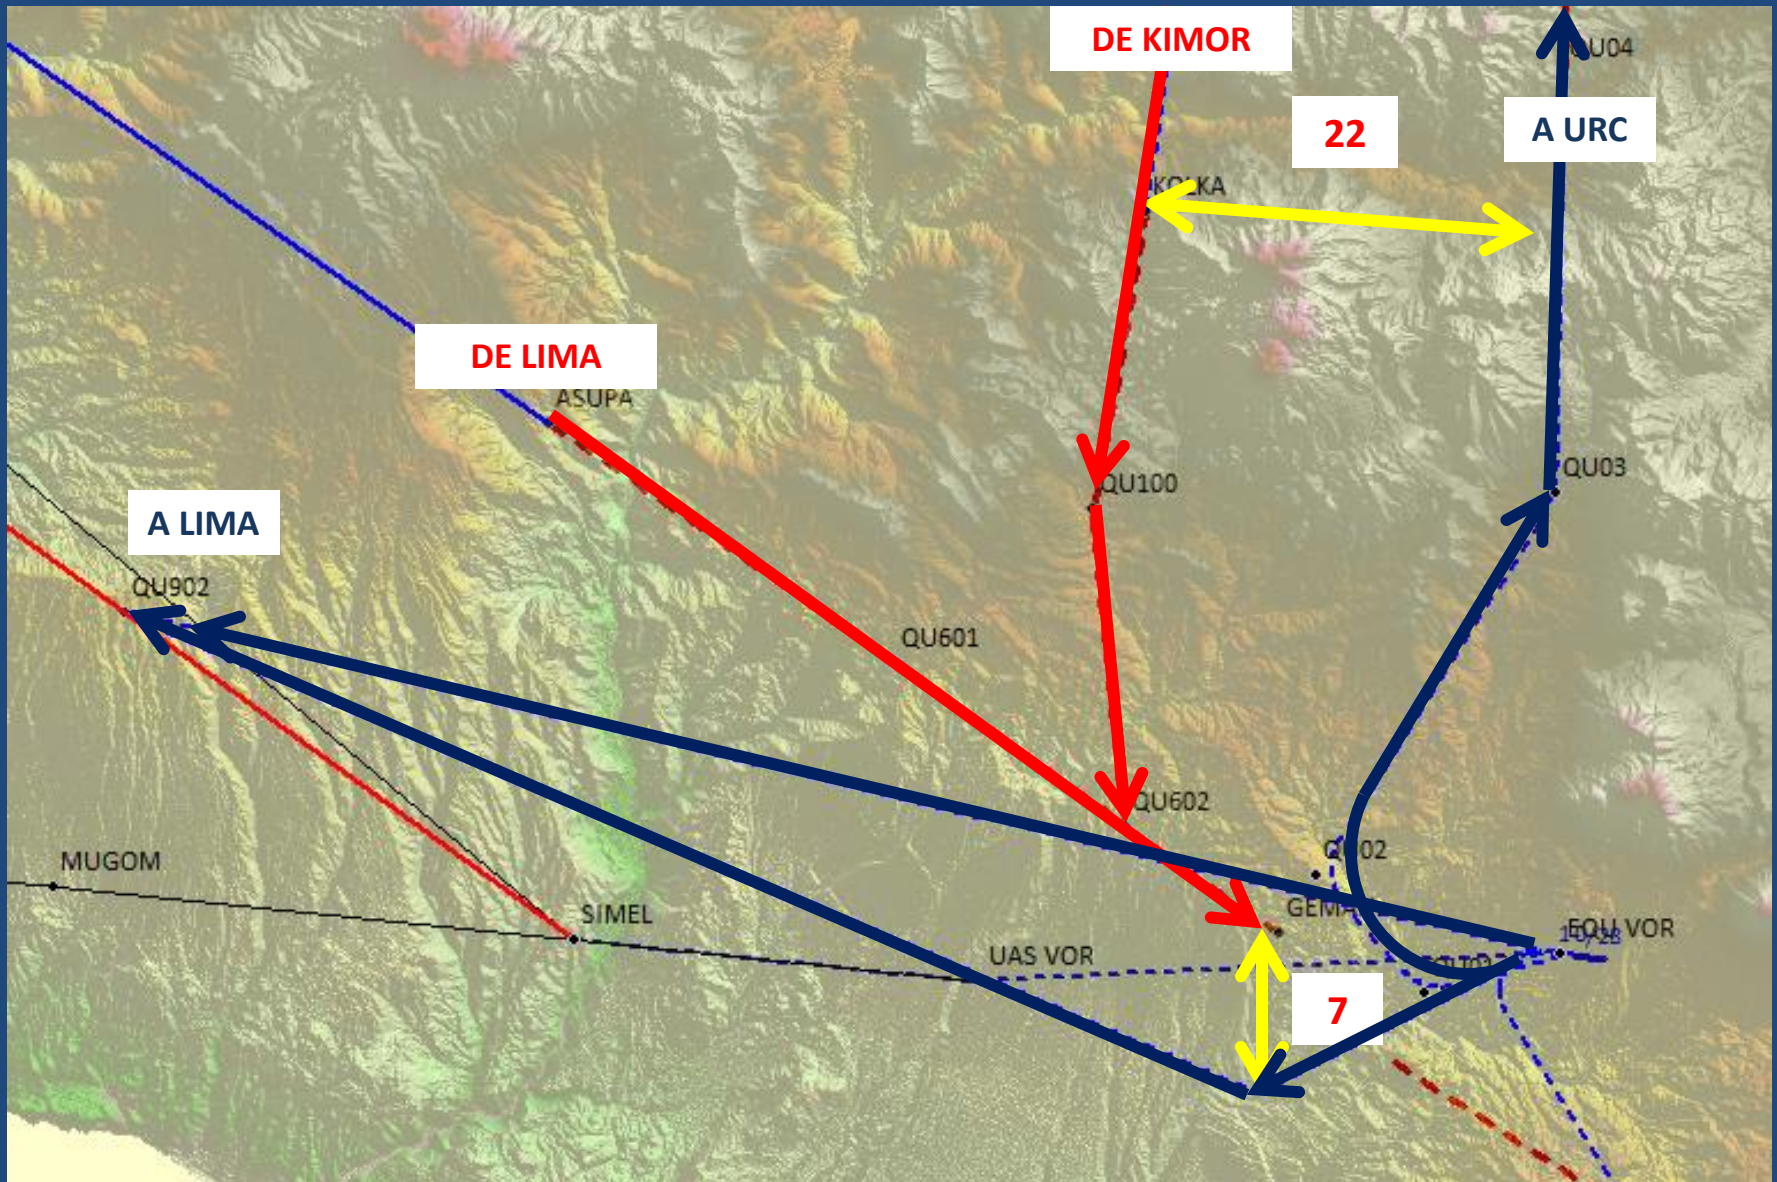 DE KIMOR
QU04
22
A URC
KOLKA
DE LIMA
ASUPA
QU03
QU100
A LIMA
QU902
QU601
QU602
MUGOM
SIMEL
UAS VOR
EQU VOR
7